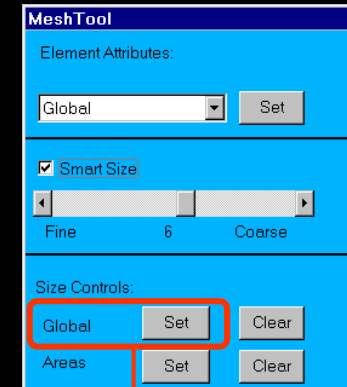 MeshTool
Element Attributes:
Global Set
Smart Size
Fine 6 Coarse
Size Controls:
Global Set Clear
Areas Set Clear